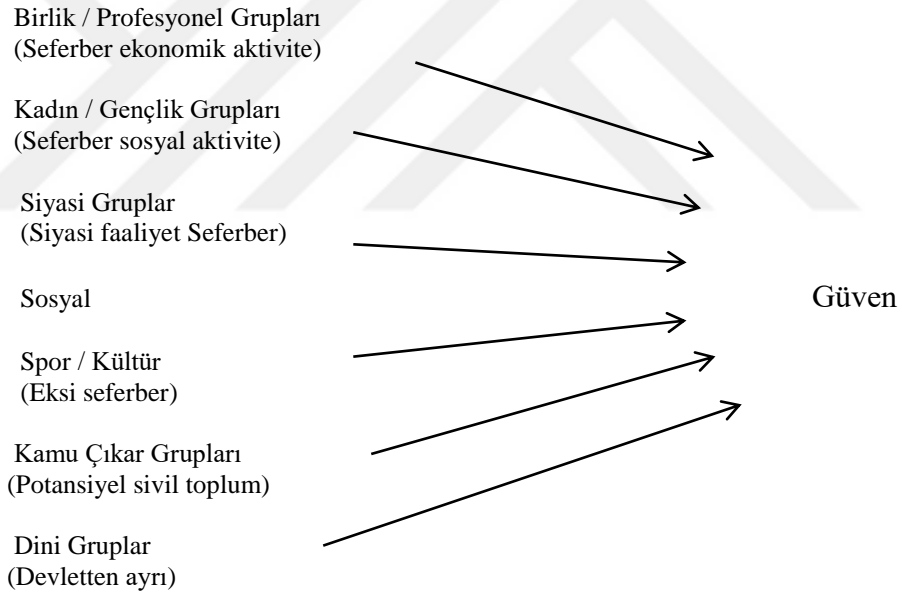 Birlik / Profesyonel Grupları
(Seferber ekonomik aktivite)
Kadın / Gençlik Grupları
(Seferber sosyal aktivite)
Siyasi Gruplar
(Siyasi faaliyet Seferber)
Sosyal
Güven
Spor / Kültür
(Eksi seferber)
Kamu Çıkar Grupları
(Potansiyel sivil toplum)
Dini Gruplar
(Devletten ayrı)